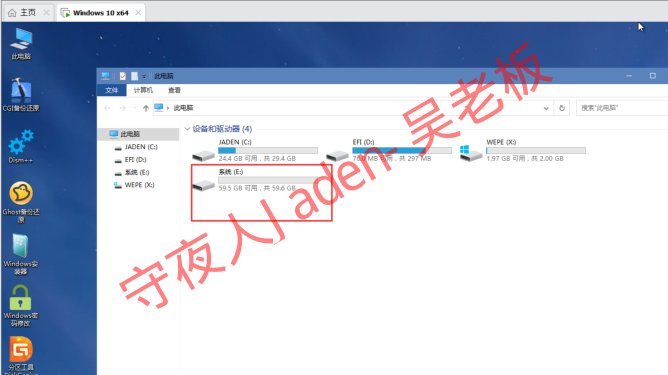 主页
Windows 10 x64
此电脑
CGI备份还原
Dism++
Ghost备份还
原
Windows安
装器
Windows密
码修改
分区工具
DiskGenius
此电脑
文件
计算机
查看
此电脑
搜索"此电脑"
此电脑
JADEN (C:)
EFI (D:)
系统 (E:)
WEPE (X:)
设备和驱动器 (4)
JADEN (C:)
24.4 GB 可用，共 29.4 GB
EFI (D:)
70.0 MB 可用，共 297 MB
WEPE (X:)
1.97 GB 可用，共 2.00 GB
系统 (E:)
59.5 GB 可用，共 59.6 GB
守夜人Jaden-吴老板